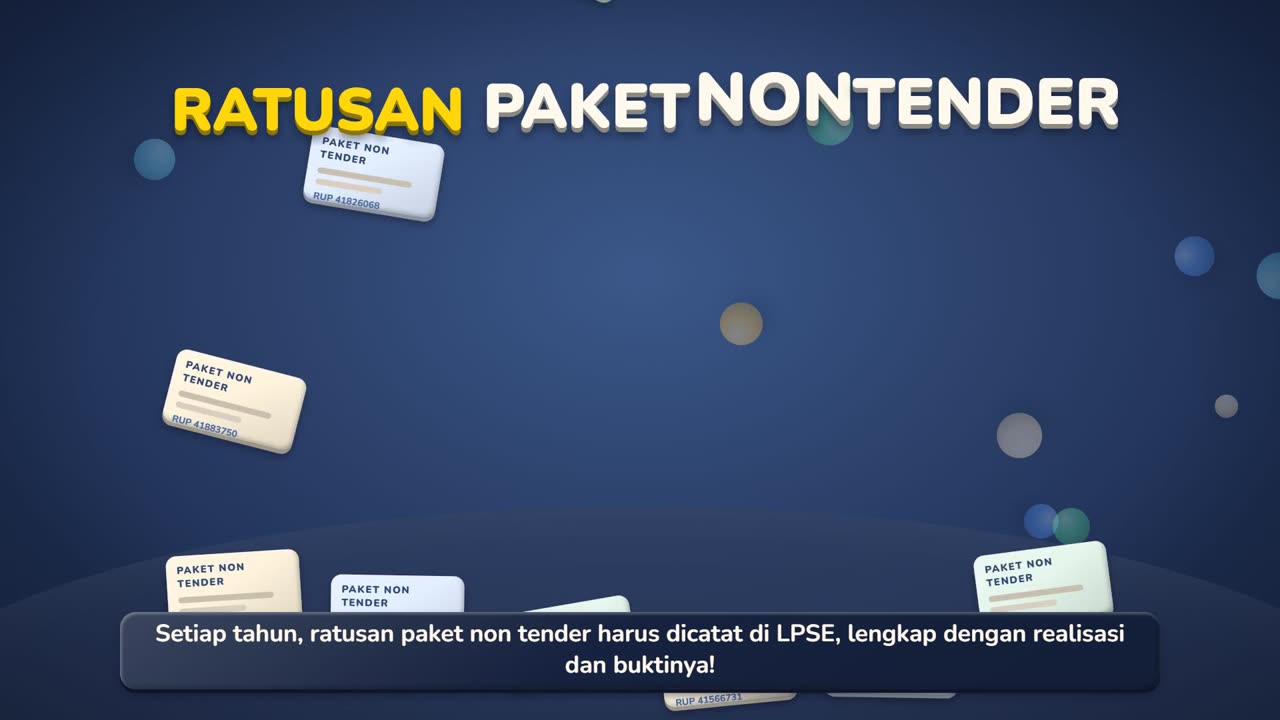 RATUSAN PAKET NON TENDER
PAKET NON
TENDER
RUP 41826068
PAKET NON
TENDER
RUP 41883750
PAKET NON
TENDER
PAKET NON
TENDER
PAKET NON
TENDER
Setiap tahun, ratusan paket non tender harus dicatat di LPSE, lengkap dengan realisasi
dan buktinya!
RUP 41566731